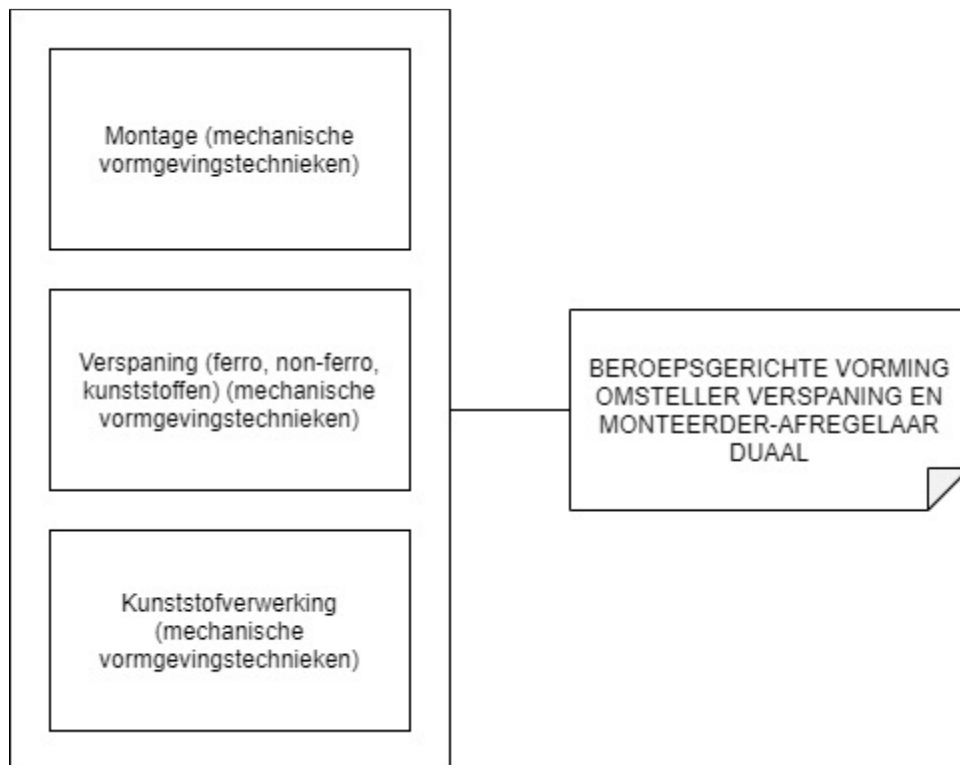 Montage (mechanische
vormgevingstechnieken)
Verspaning (ferro, non-ferro,
kunststoffen) (mechanische
vormgevingstechnieken)
Kunststofverwerking
(mechanische
vormgevingstechnieken)
BEROEPSGERICHTE VORMING
OMSTELLER VERSPANING EN
MONTEERDER-AFREGELAAR
DUAAL